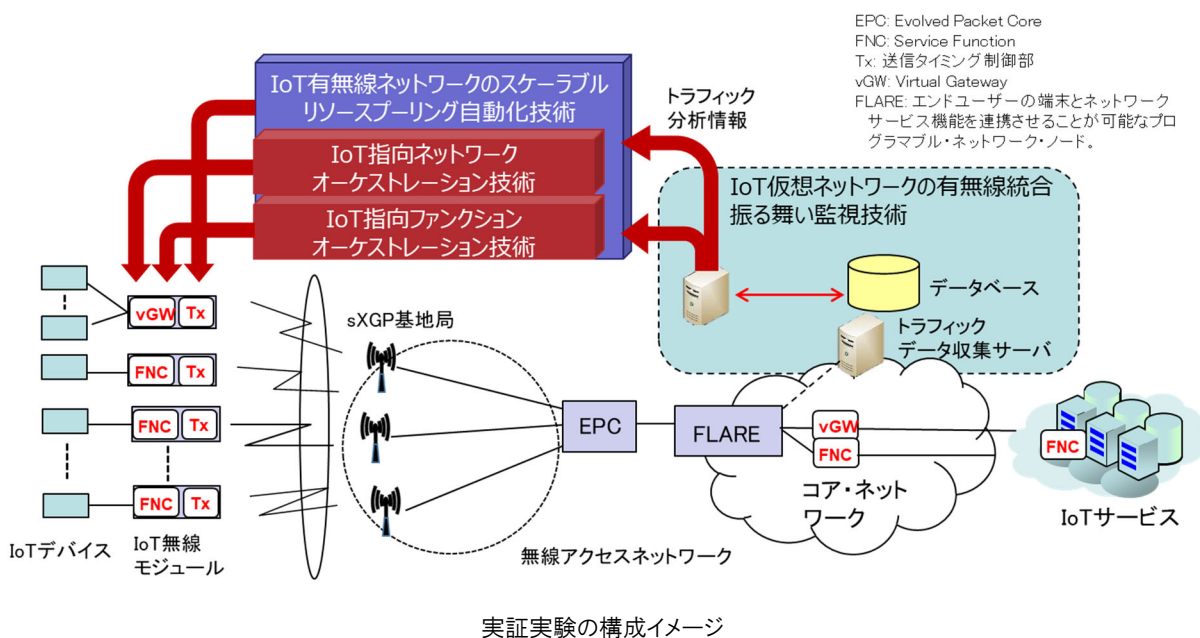 EPC: Evolved Packet Core
FNC: Service Function
Tx: 送信タイミング制御部
vGW: Virtual Gateway
FLARE: エンドユーザーの端末とネットワーク
サービス機能を連携させることが可能なプロ
グラマブル・ネットワーク・ノード。
IoT有無線ネットワークのスケーラブル
リソースプーリング自動化技術
IoT指向ネットワーク
オーケストレーション技術
IoT指向ファンクション
オーケストレーション技術
トラフィック
分析情報
IoT仮想ネットワークの有無線統合
振る舞い監視技術
データベース
トラフィック
データ収集サーバ
vGW Tx
FNC Tx
FNC Tx
FNC Tx
IoTデバイス
IoT無線
モジュール
sXGP基地局
無線アクセスネットワーク
EPC
FLARE
vGW
FNC
コア・ネット
ワーク
FNC
IoTサービス
実証実験の構成イメージ